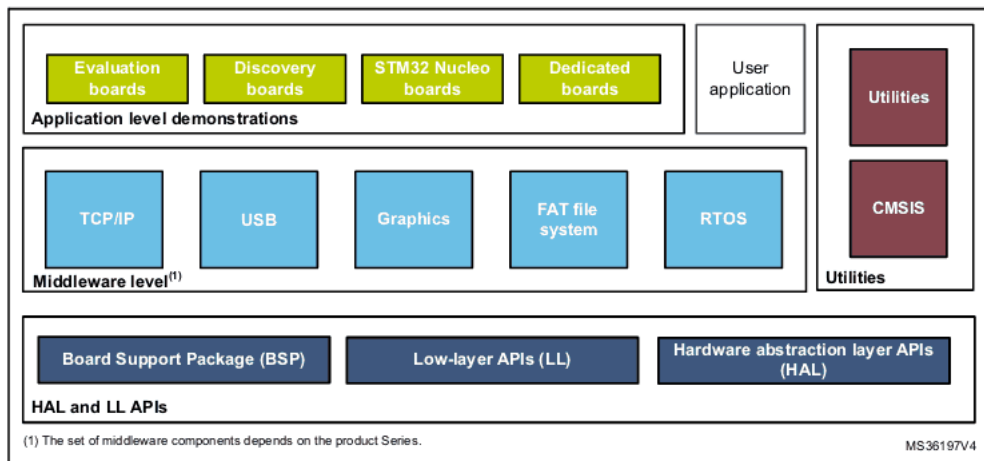 Evaluation
boards
Discovery
boards
STM32 Nucleo
boards
Dedicated
boards
Application level demonstrations
User
application
Utilities
CMSIS
Utilities
TCP/IP
USB
Graphics
FAT file
system
RTOS
Middleware level(1)
Board Support Package (BSP)
Low-layer APIs (LL)
Hardware abstraction layer APIs
(HAL)
HAL and LL APIs
(1) The set of middleware components depends on the product Series.
MS36197V4